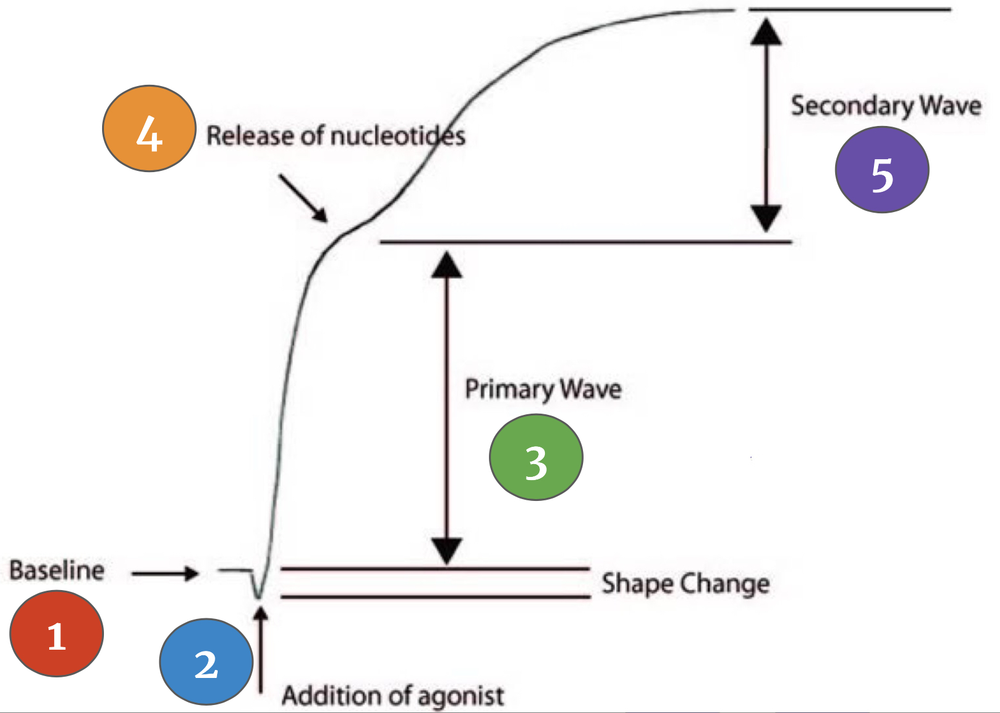 4
Release of nucleotides
Secondary Wave
5
Primary Wave
3
Baseline
Shape Change
1
2
Addition of agonist